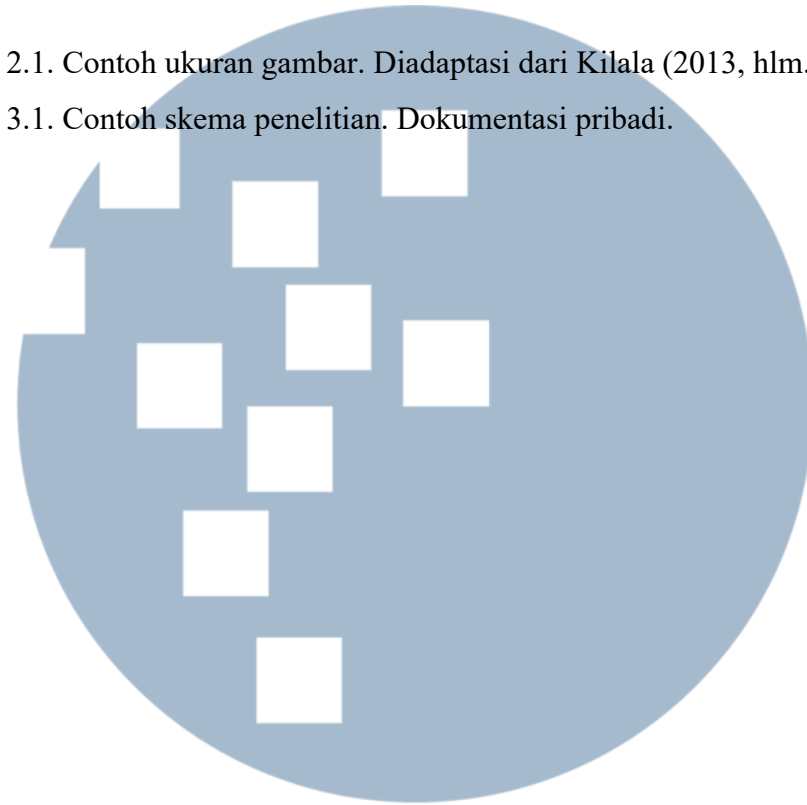 2.1. Contoh ukuran gambar. Diadaptasi dari Kilala (2013, hlm.
3.1. Contoh skema penelitian. Dokumentasi pribadi.